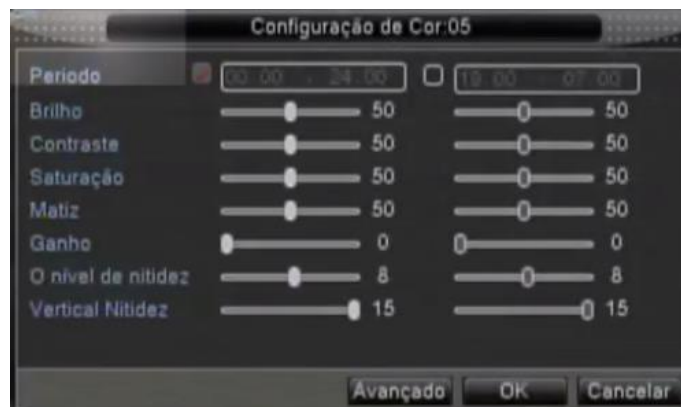 Configuração de Cor:05
Periodo 00:00 - 24:00 19:00 - 07:00
Brilho 50 50
Contraste 50 50
Saturação 50 50
Matiz 50 50
Ganho 0 0
O nível de nitidez 8 8
Vertical Nitidez 15 15
Avançado OK Cancelar